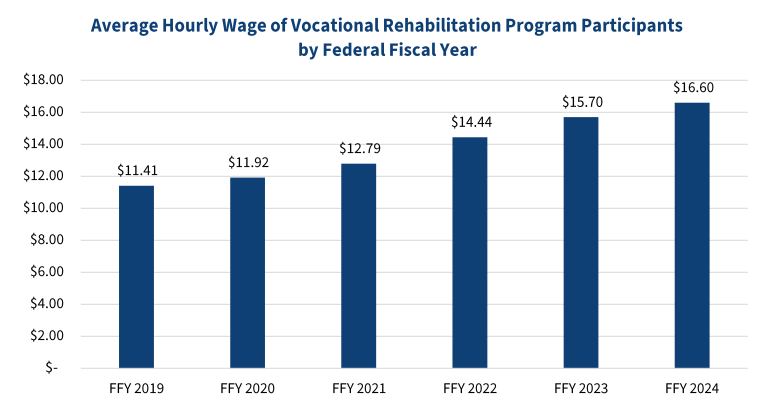 Average Hourly Wage of Vocational Rehabilitation Program Participants
by Federal Fiscal Year
$18.00
$16.00
$14.00
$12.00
$10.00
$8.00
$6.00
$4.00
$2.00
$-
$11.41
$11.92
$12.79
$14.44
$15.70
$16.60
FFY 2019
FFY 2020
FFY 2021
FFY 2022
FFY 2023
FFY 2024